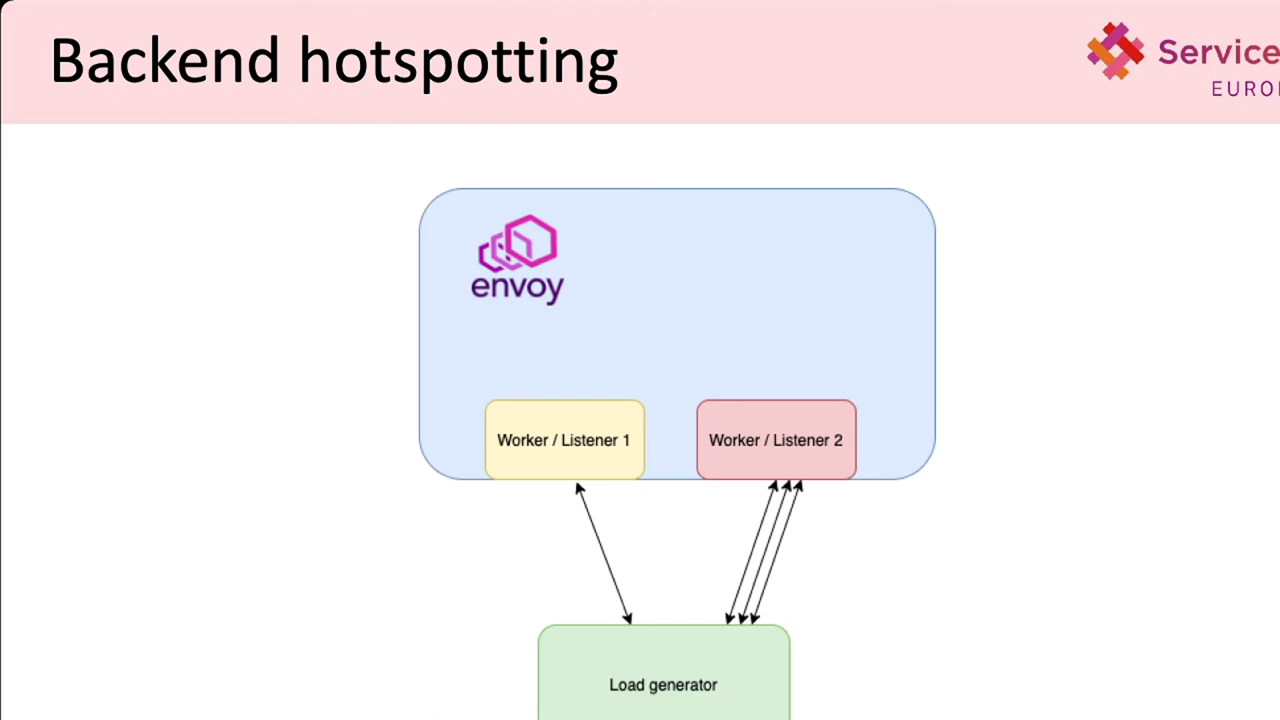 Backend hotspotting
Service
EURO
envoy
Worker / Listener 1
Worker / Listener 2
Load generator